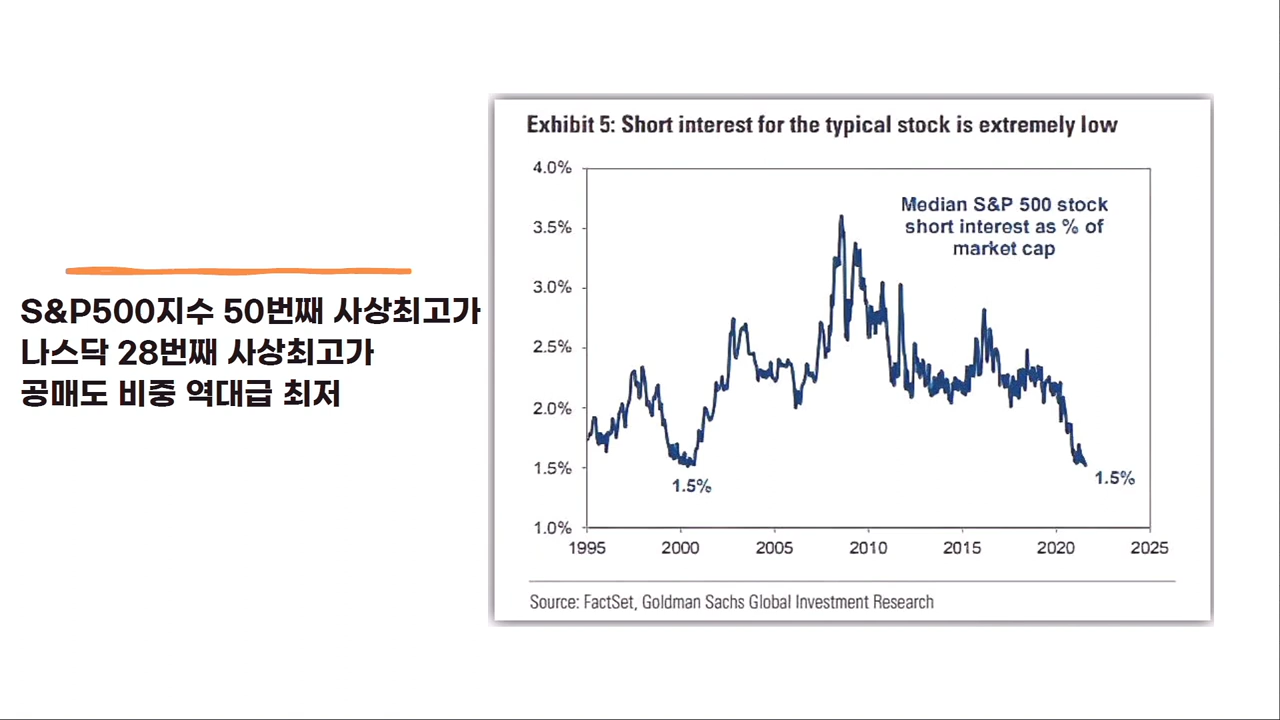 S&P500지수 50번째 사상최고가
나스닥 28번째 사상최고가
공매도 비중 역대급 최저
Exhibit 5: Short interest for the typical stock is extremely low
4.0%
3.5%
3.0%
2.5%
2.0%
1.5%
1.0%
Median S&P 500 stock
short interest as % of
market cap
1.5%
1.5%
1995 2000 2005 2010 2015 2020 2025
Source: FactSet, Goldman Sachs Global Investment Research